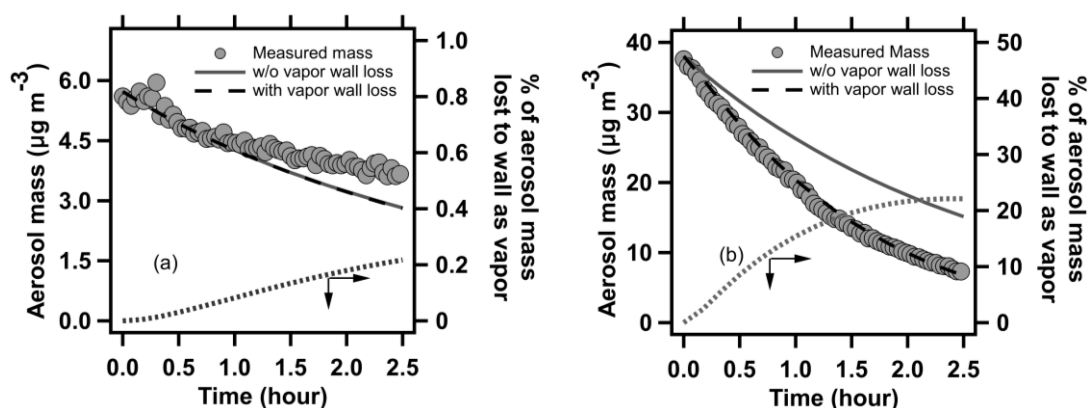 Measured mass
w/o vapor wall loss
with vapor wall loss
(a)
Aerosol mass (µg m-3)
6.0
4.5
3.0
1.5
0.0
1.0
0.8
0.6
0.4
0.2
0
% of aerosol mass
lost to wall as vapor
0.0 0.5 1.0 1.5 2.0 2.5
Time (hour)
Measured Mass
w/o vapor wall loss
with vapor wall loss
(b)
Aerosol mass (µg m-3)
40
30
20
10
0
50
40
30
20
10
0
% of aerosol mass
lost to wall as vapor
0.0 0.5 1.0 1.5 2.0 2.5
Time (hour)